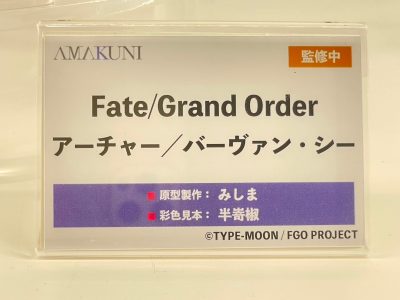 AMAKUNI
監修中
Fate/Grand Order
アーチャー／バーヴァン・シー
■ 原型製作： みしま
■ 彩色見本： 半嵜椒
©TYPE-MOON / FGO PROJECT